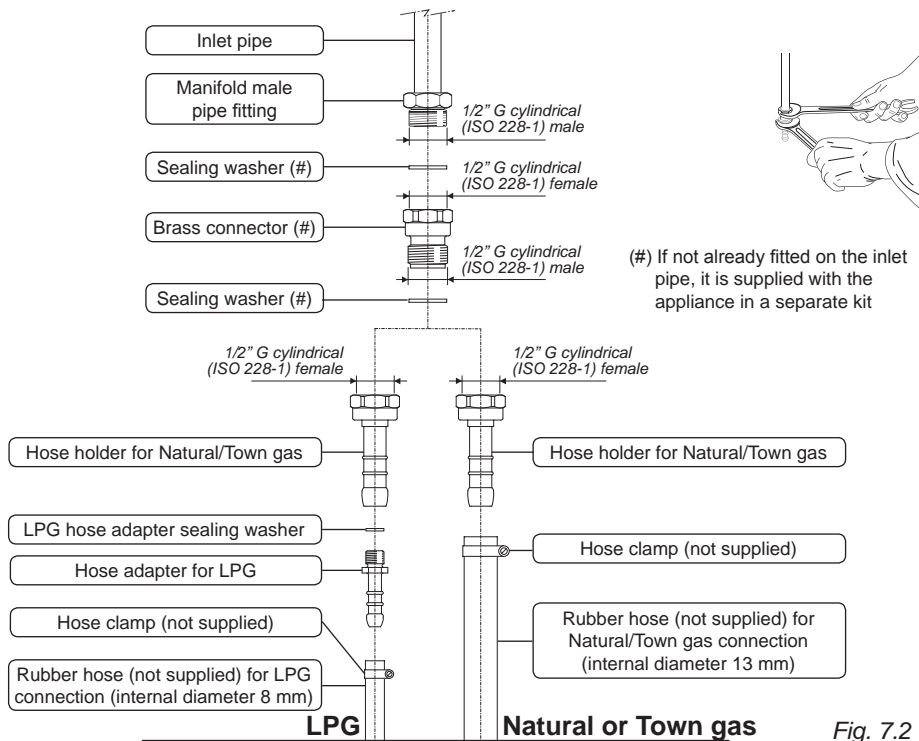 Inlet pipe
Manifold male
pipe fitting
1/2” G cylindrical
(ISO 228-1) male
Sealing washer (#)
1/2” G cylindrical
(ISO 228-1) female
Brass connector (#)
1/2” G cylindrical
(ISO 228-1) male
(#) If not already fitted on the inlet
pipe, it is supplied with the
appliance in a separate kit
Sealing washer (#)
1/2” G cylindrical
(ISO 228-1) female
1/2” G cylindrical
(ISO 228-1) female
Hose holder for Natural/Town gas
Hose holder for Natural/Town gas
LPG hose adapter sealing washer
Hose clamp (not supplied)
Hose adapter for LPG
Hose clamp (not supplied)
Rubber hose (not supplied) for
Natural/Town gas connection
(internal diameter 13 mm)
Rubber hose (not supplied) for LPG
connection (internal diameter 8 mm)
LPG
Natural or Town gas
Fig. 7.2